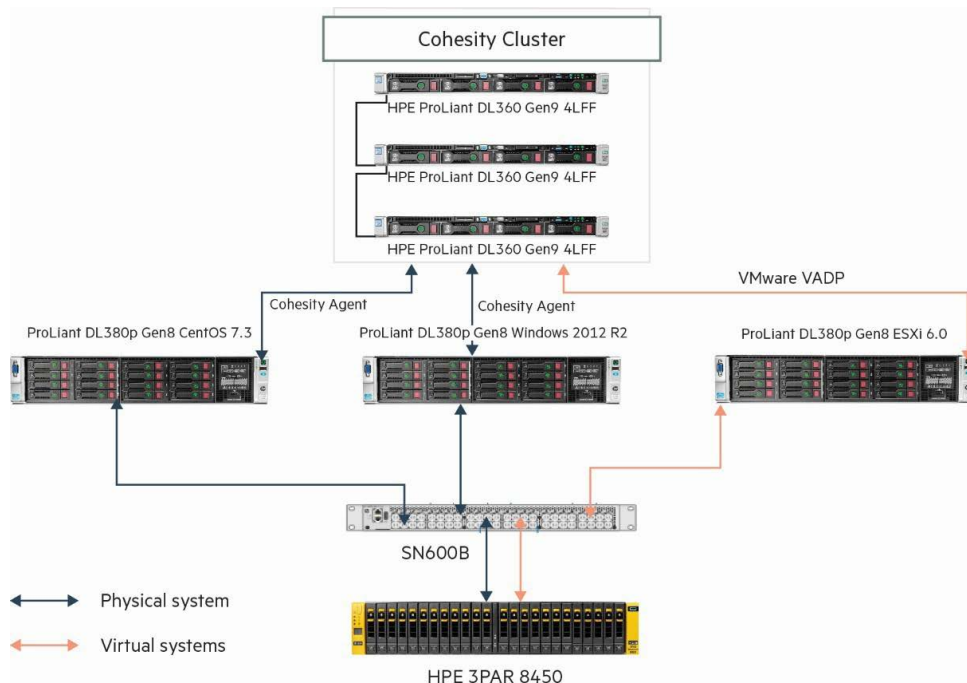 Cohesity Cluster
HPE ProLiant DL360 Gen9 4LFF
HPE ProLiant DL360 Gen9 4LFF
HPE ProLiant DL360 Gen9 4LFF
VMware VADP
Cohesity Agent
Cohesity Agent
ProLiant DL380p Gen8 CentOS 7.3
ProLiant DL380p Gen8 Windows 2012 R2
ProLiant DL380p Gen8 ESXi 6.0
SN600B
Physical system
Virtual systems
HPE 3PAR 8450